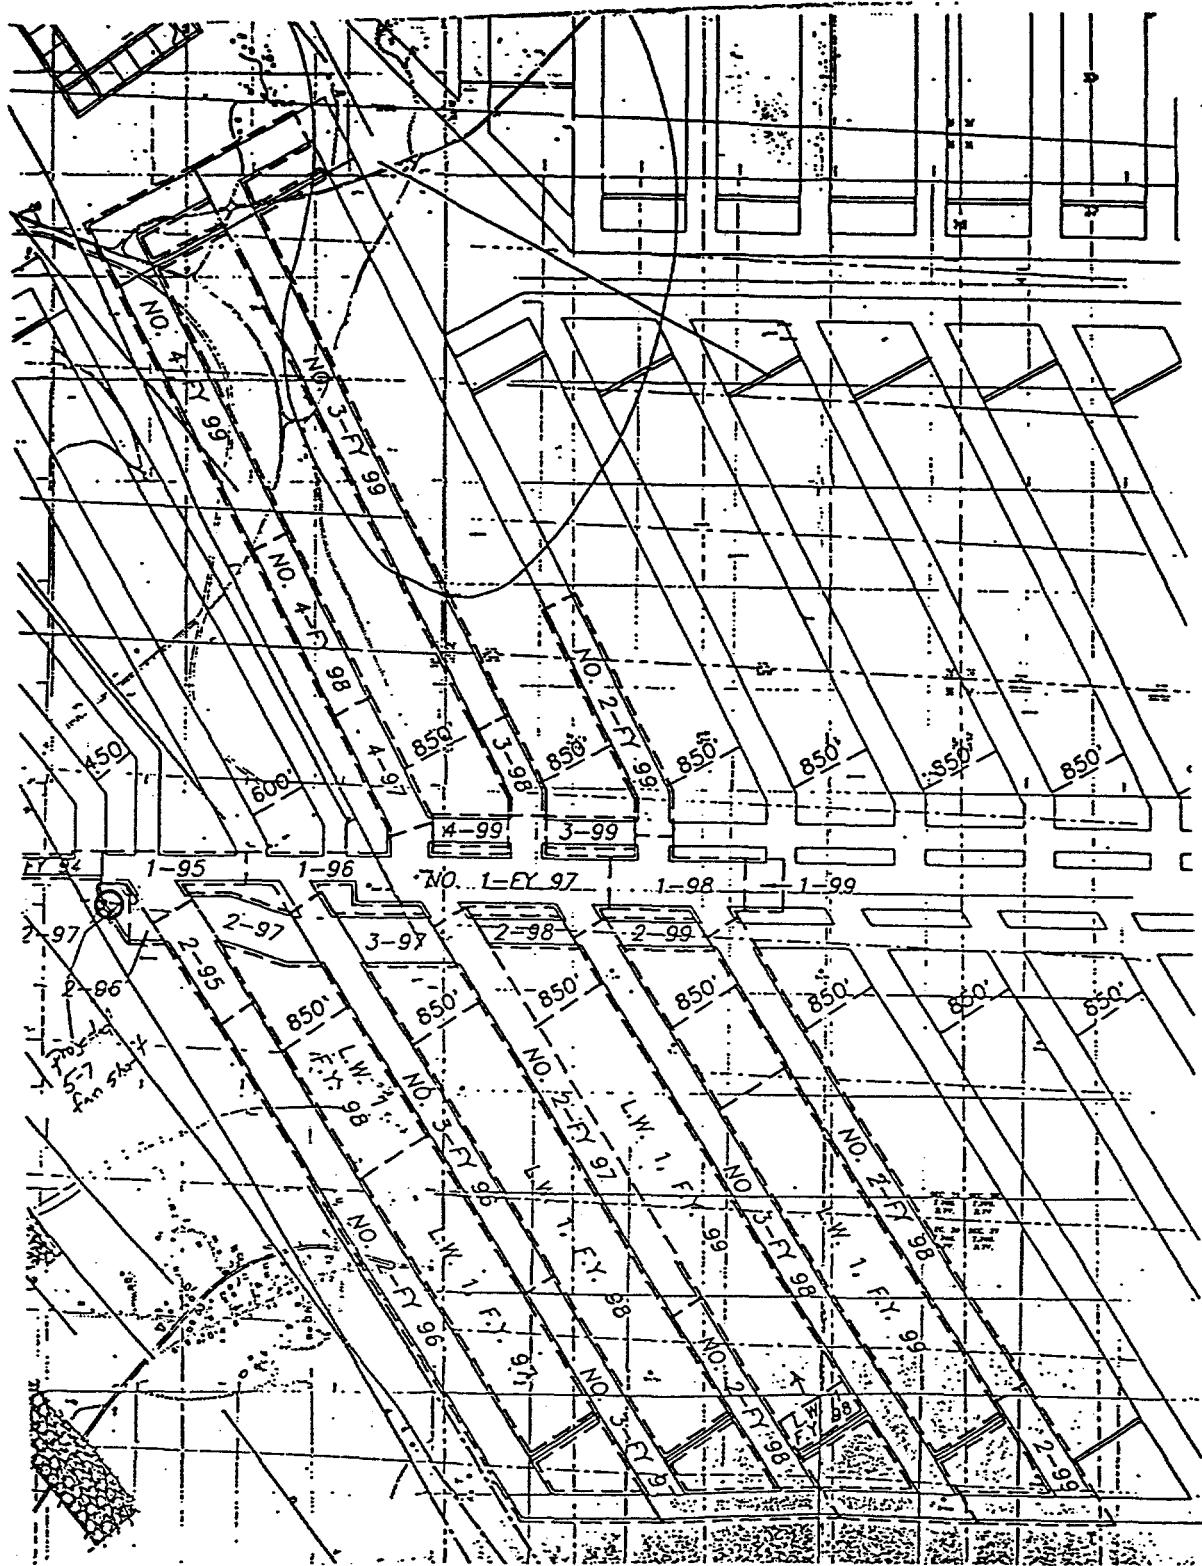 NO. 4-FY 99
NO. 3-FY 99
NO. 4-FY 98
NO. 2-FY 99
450'
600'
4-97
850'
3-98
850'
850'
850'
850'
850'
4-99
3-99
FY 94
1-95
1-96
NO. 1-FY 97
1-98
1-99
2-97
2-97
3-97
2-98
2-99
2-95
2-96
850'
850'
850'
850'
850'
850'
850'
L.W. 1,
F.Y. 98
NO. 3-FY 96
L.W. 1, F.Y. 98
NO. 2-FY 97
L.W. 1, F.Y. 99
NO. 3-FY 98
W. 1, F.Y. 99
NO. 2-FY 98
NO. 2-FY 96
L.W. 1, F.Y. 97
NO. 3-FY 9
NO. 2-FY 98
L.W. 1
98
2-99